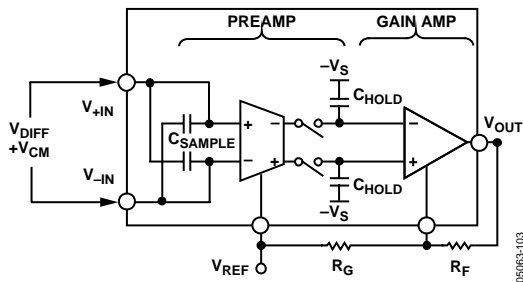 PREAMP
GAIN AMP
–VS
CHOLD
V+IN
VOUT
VDIFF
+VCM
+
–
–
CSAMPLE
–
+
+
V–IN
CHOLD
–VS
VREF
RG
RF
05063-103